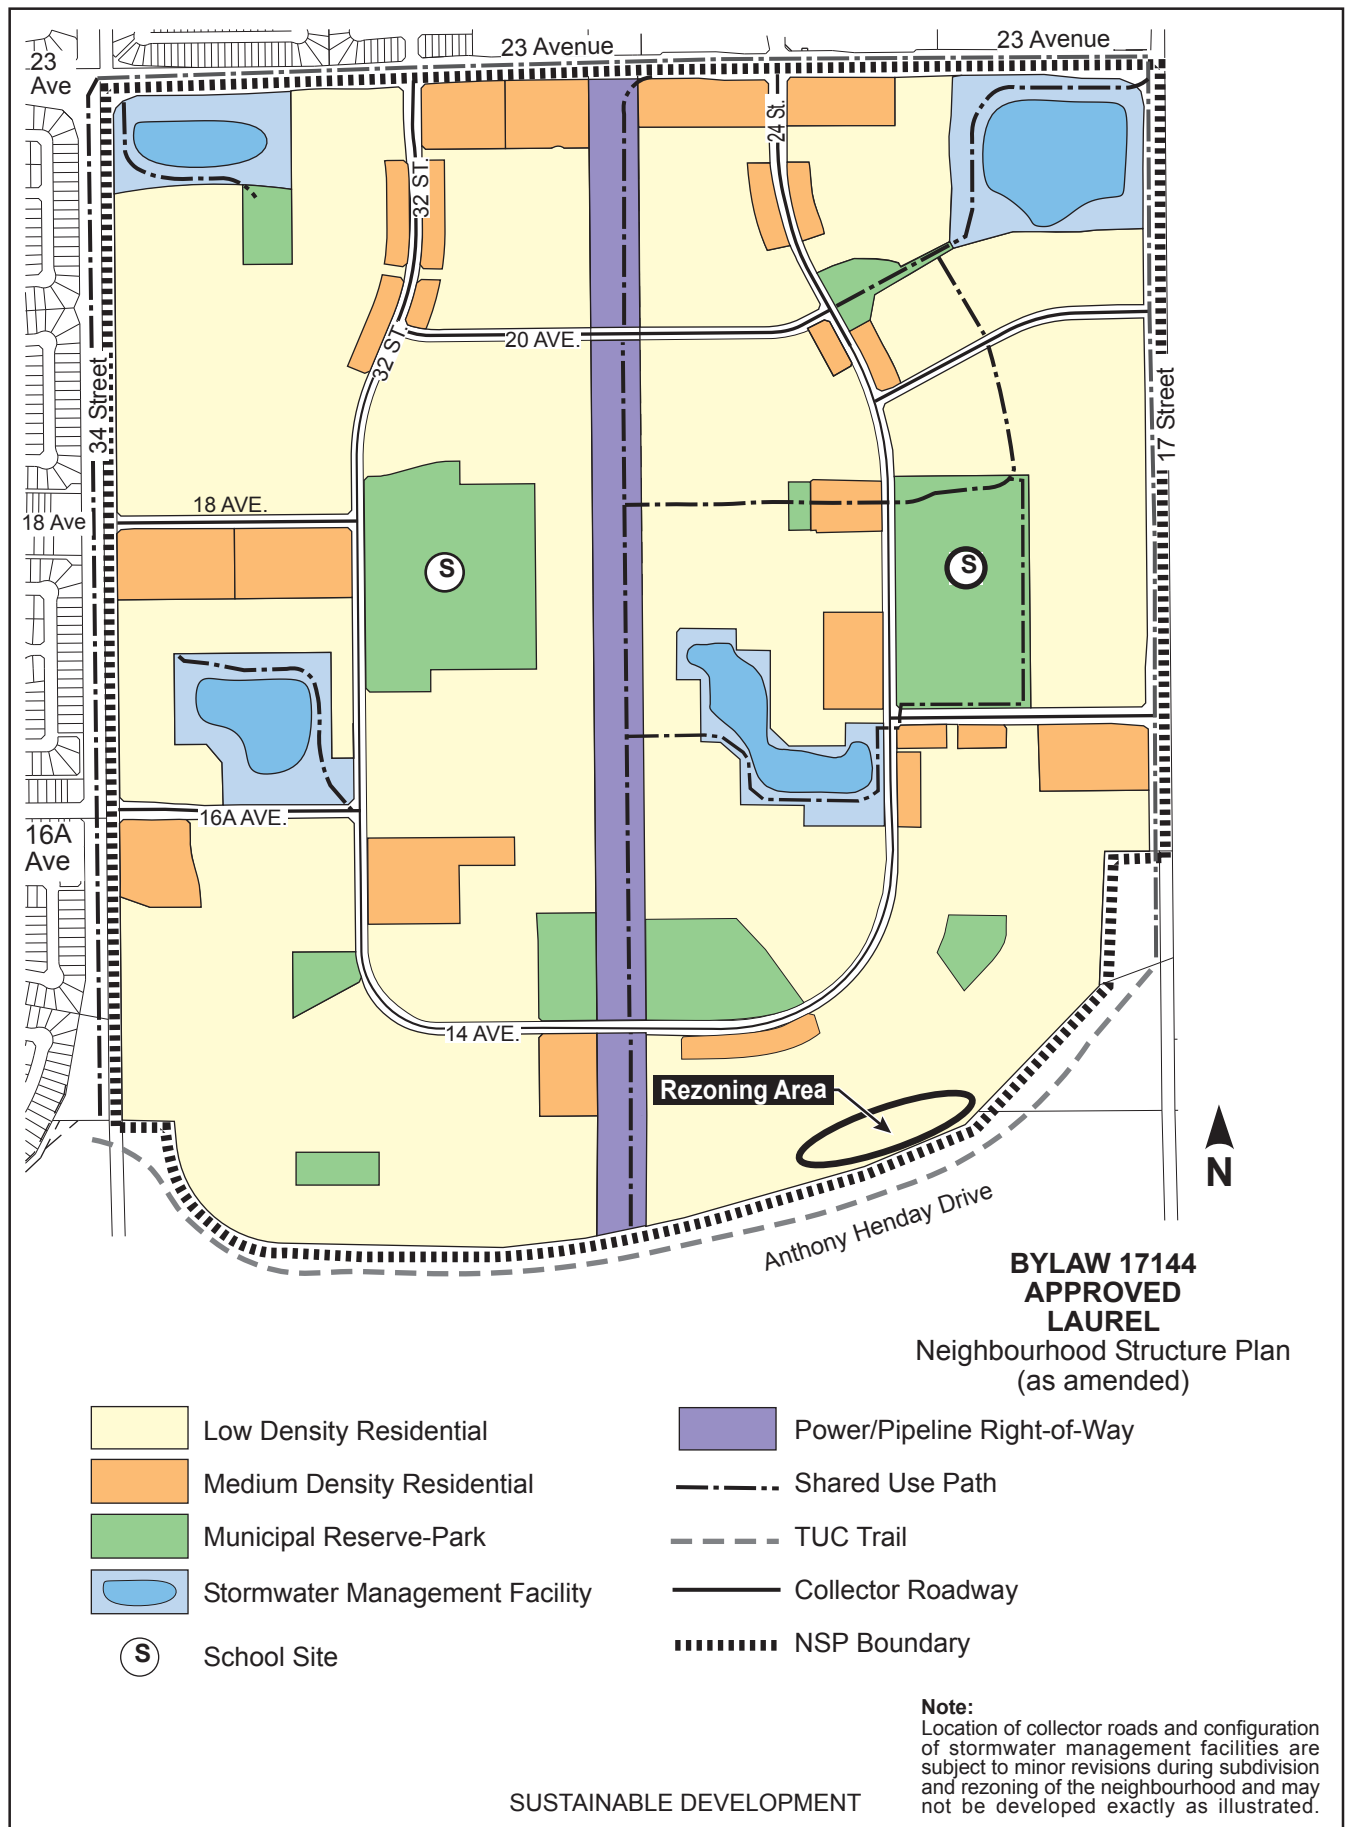 23 Avenue
23 Avenue
23
Ave
24 St.
32 ST.
32 ST.
20 AVE.
34 Street
17 Street
18 AVE.
18 Ave
S
S
16A AVE.
16A
Ave
14 AVE.
Rezoning Area
N
Anthony Henday Drive
BYLAW 17144
APPROVED
LAUREL
Neighbourhood Structure Plan
(as amended)
Low Density Residential
Medium Density Residential
Municipal Reserve-Park
Stormwater Management Facility
S School Site
Power/Pipeline Right-of-Way
Shared Use Path
TUC Trail
Collector Roadway
NSP Boundary
Note:
Location of collector roads and configuration
of stormwater management facilities are
subject to minor revisions during subdivision
and rezoning of the neighbourhood and may
not be developed exactly as illustrated.
SUSTAINABLE DEVELOPMENT